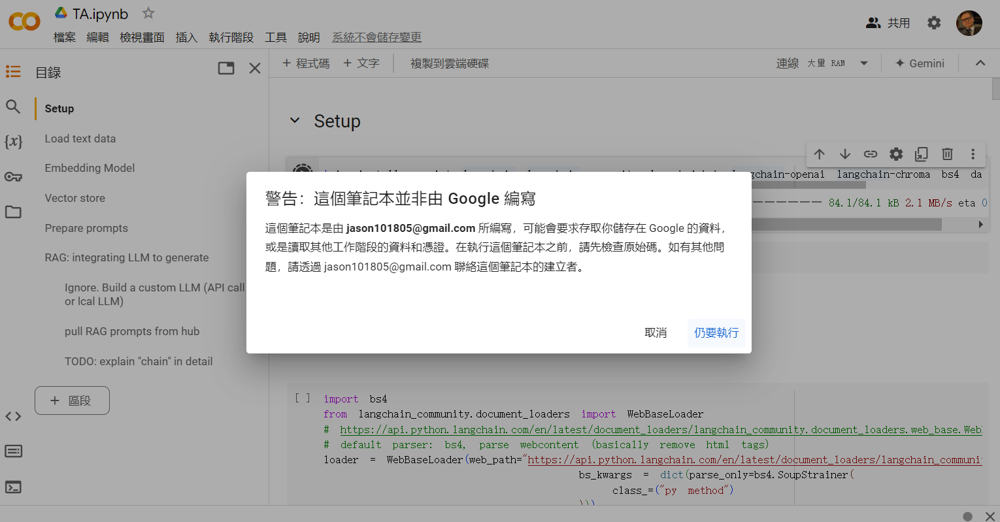 TA.ipynb
檔案 編輯 檢視畫面 插入 執行階段 工具 說明 系統不會儲存變更
共用
目錄
+ 程式碼 + 文字 複製到雲端硬碟
連線 大量 RAM
Gemini
Setup
Load text data
Embedding Model
Vector store
Prepare prompts
RAG: integrating LLM to generate
Ignore. Build a custom LLM (API call
or lcal LLM)
pull RAG prompts from hub
TODO: explain "chain" in detail
+ 區段
Setup
langchain-openai langchain-chroma bs4 da
84.1/84.1 kB 2.1 MB/s eta 0
警告：這個筆記本並非由 Google 編寫
這個筆記本是由 jason101805@gmail.com 所編寫，可能會要求存取你儲存在 Google 的資料，
或是讀取其他工作階段的資料和憑證。在執行這個筆記本之前，請先檢查原始碼。如有其他問
題，請透過 jason101805@gmail.com 聯絡這個筆記本的建立者。
取消 仍要執行
[ ] import bs4
from langchain_community.document_loaders import WebBaseLoader
# https://api.python.langchain.com/en/latest/document_loaders/langchain_community.document_loaders.web_base.Web
# default parser: bs4, parse webcontent (basically remove html tags)
loader = WebBaseLoader(web_path="https://api.python.langchain.com/en/latest/document_loaders/langchain_communi
bs_kwargs = dict(parse_only=bs4.SoupStrainer(
class_=("py method")
)))